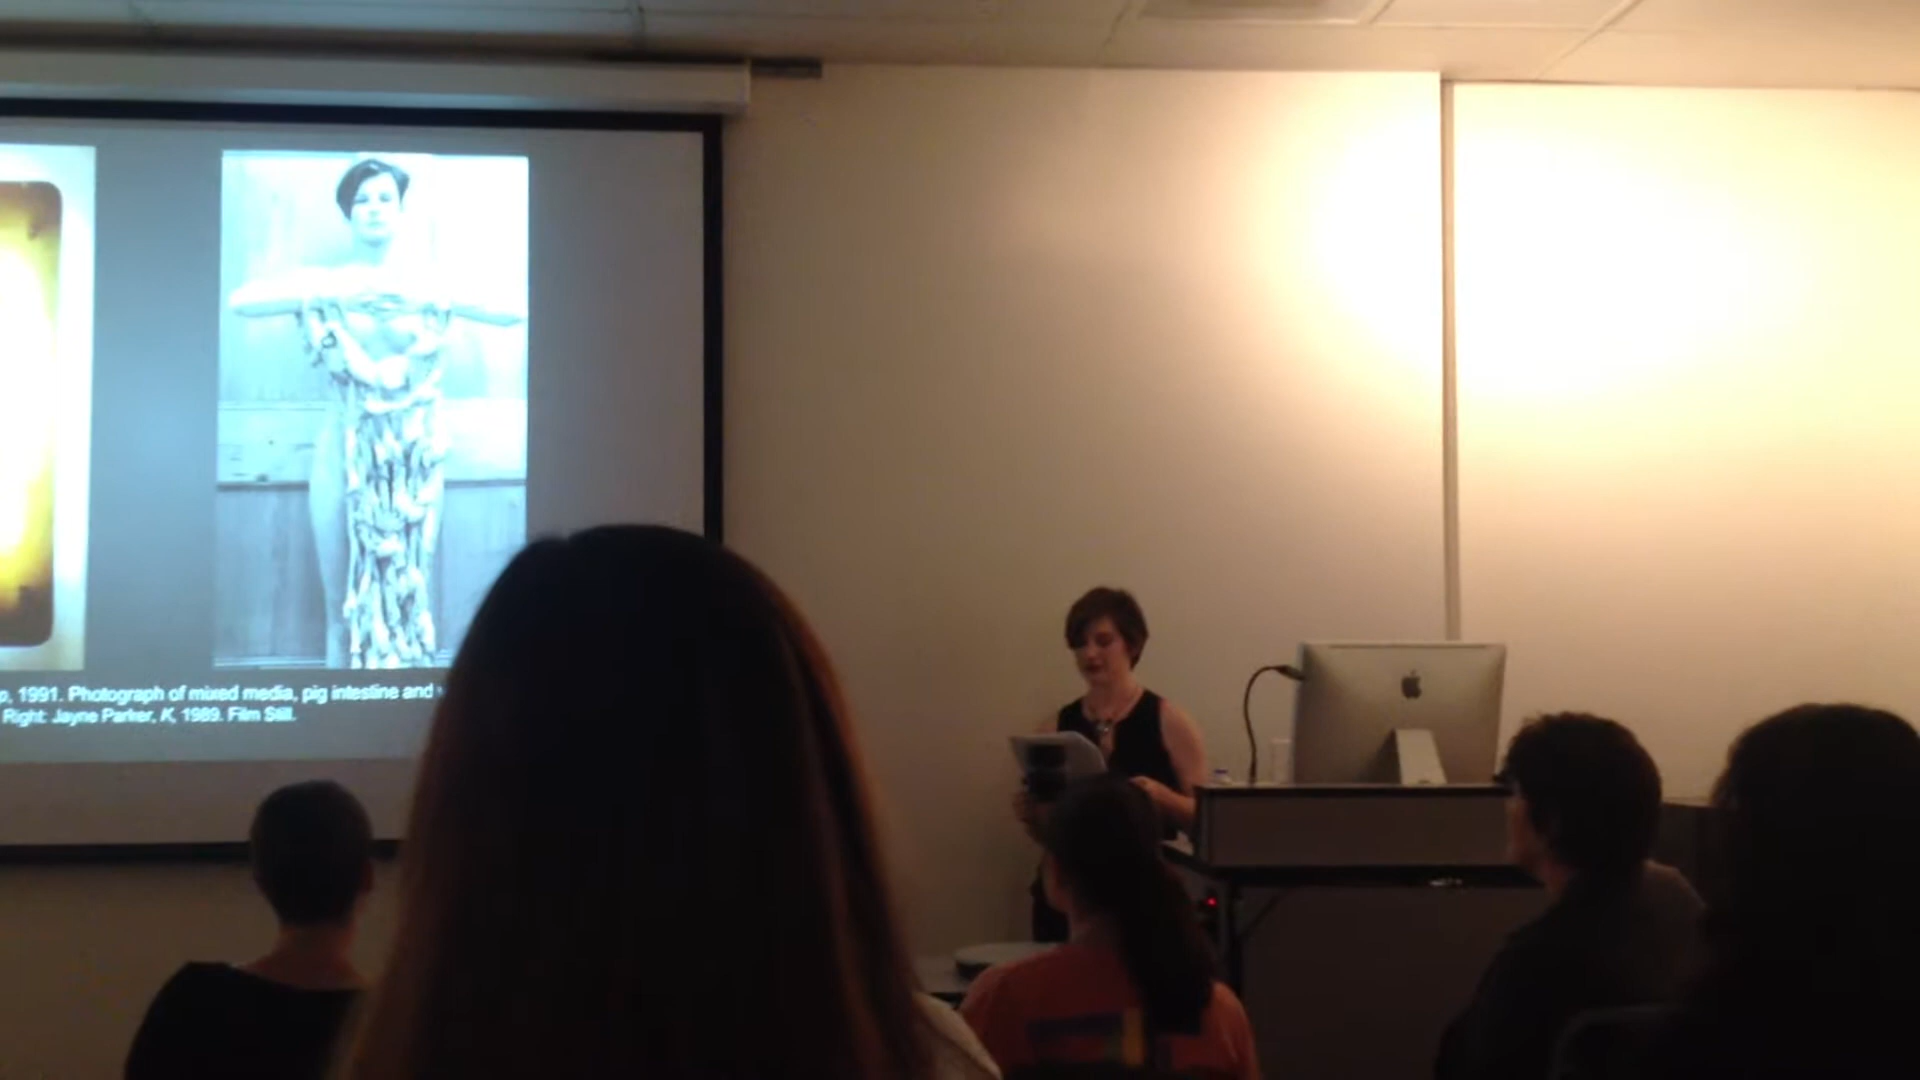 p, 1991. Photograph of mixed media, pig intestine and
Right: Jayne Parker, K, 1989. Film Still.